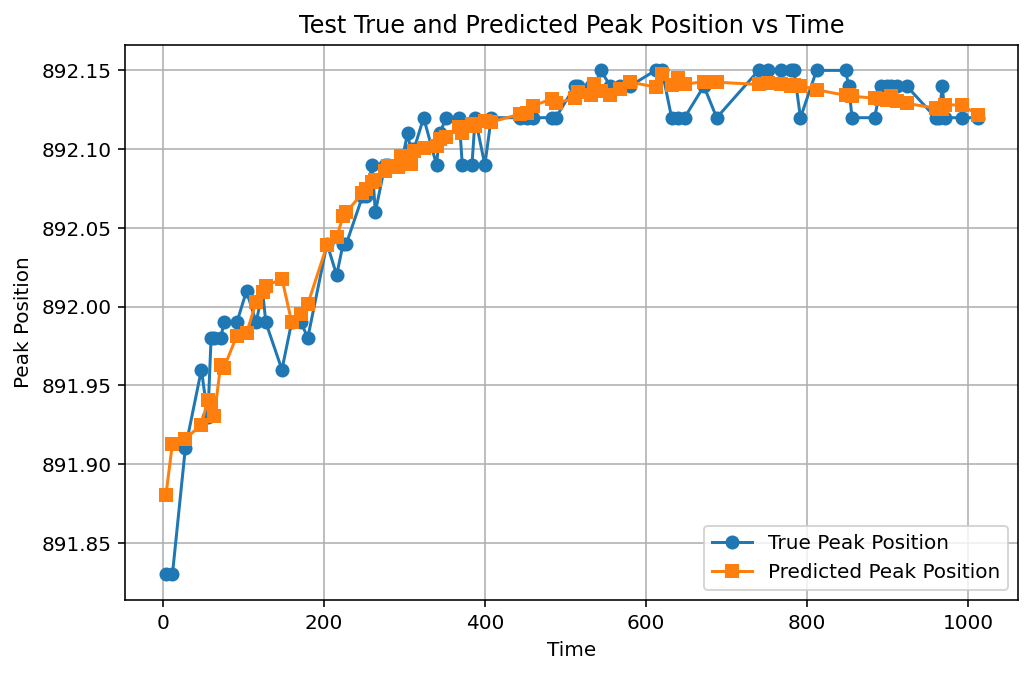 Test True and Predicted Peak Position vs Time
892.15
892.10
892.05
892.00
891.95
891.90
891.85
Peak Position
True Peak Position
Predicted Peak Position
0 200 400 600 800 1000
Time